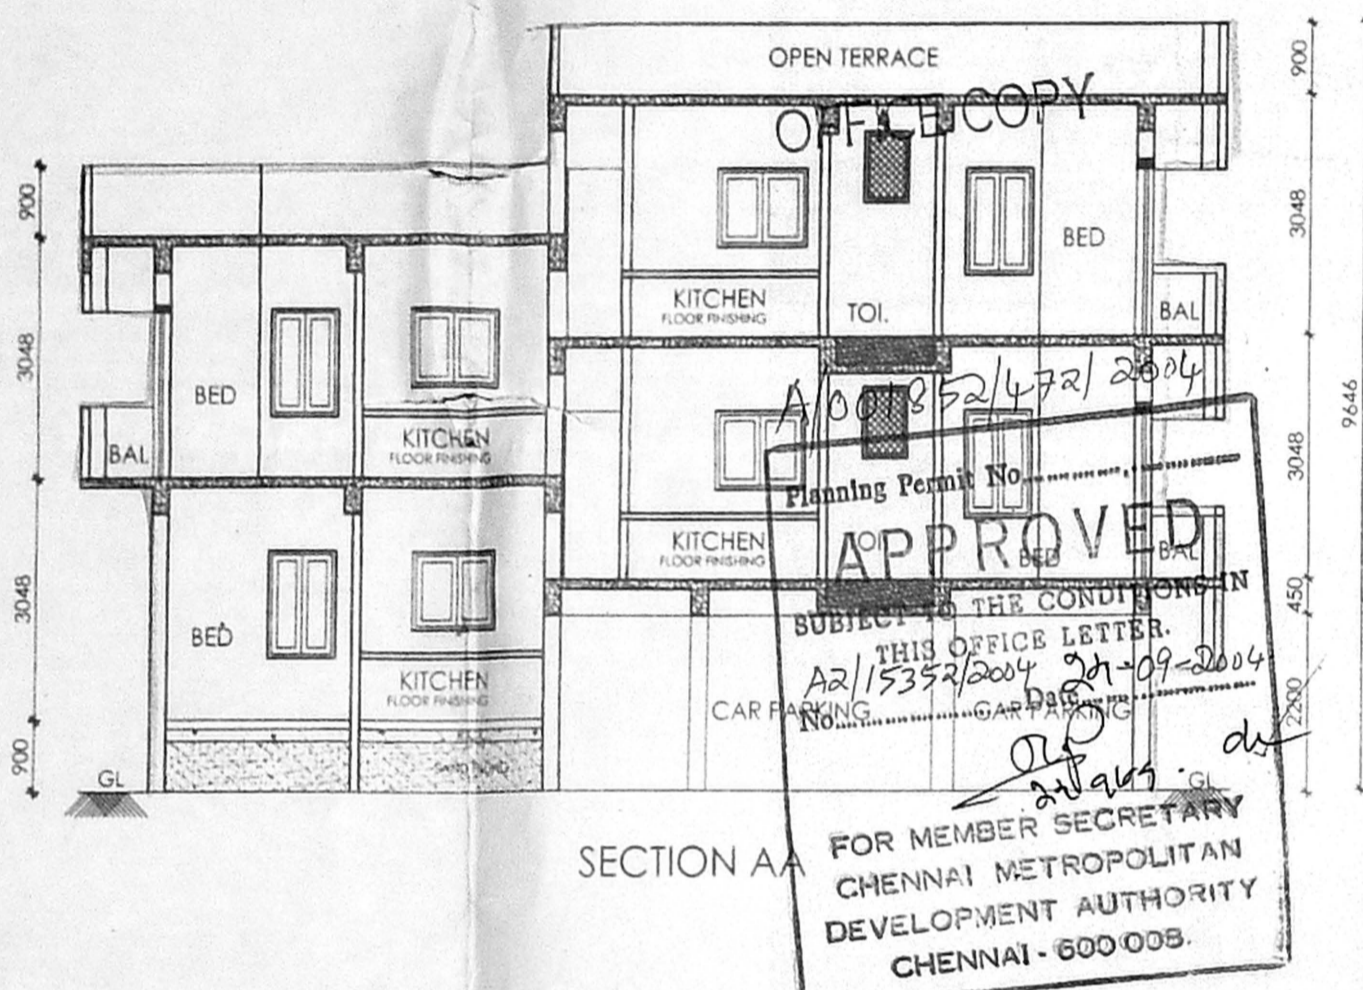 OPEN TERRACE
OFFICE COPY
900
900
3048
BED
KITCHEN
FLOOR FINISHING
TOI.
BAL
3048
BED
KITCHEN
FLOOR FINISHING
BAL
A/001852/472/2004
9646
3048
Planning Permit No
APPROVED
KITCHEN
FLOOR FINISHING
TOI
BED
BAL
3048
450
SUBJECT TO THE CONDITIONS IN
THIS OFFICE LETTER.
BED
KITCHEN
FLOOR FINISHING
A2/15352/2004
-09-2004
CAR PARKING
No
Date
CAR PARKING
900
GL
GL
SECTION AA
FOR MEMBER SECRETARY
CHENNAI METROPOLITAN
DEVELOPMENT AUTHORITY
CHENNAI - 600 008.